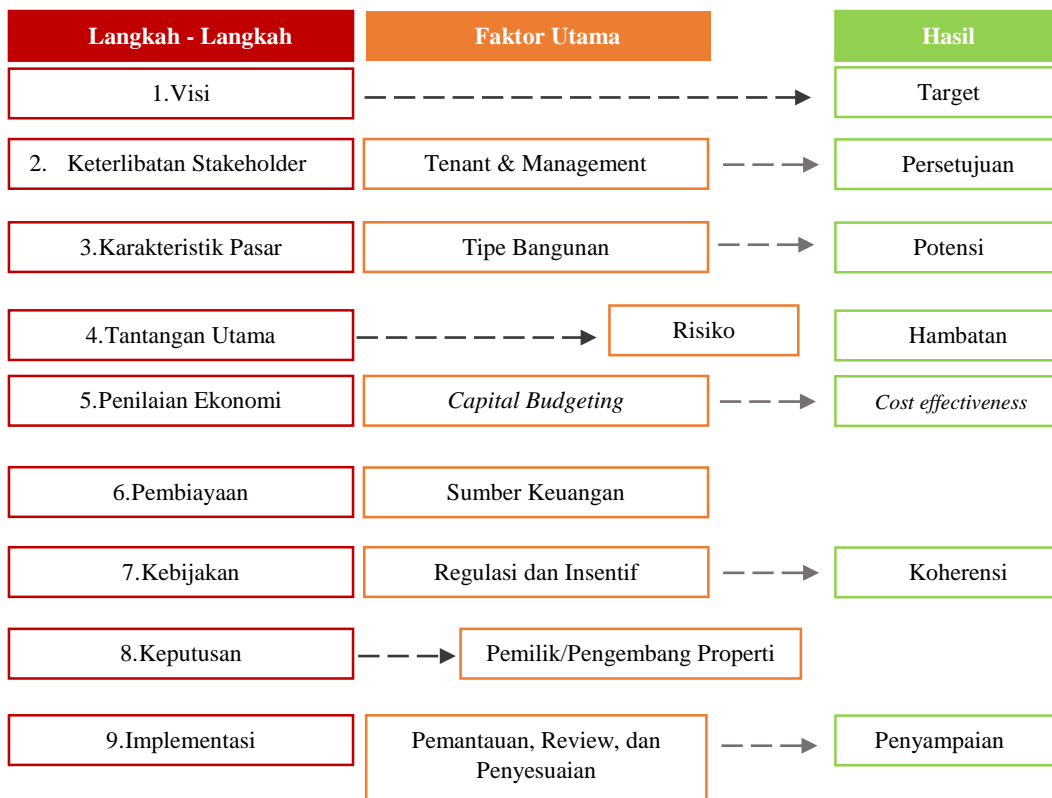 Langkah - Langkah
Faktor Utama
Hasil
1.Visi
Target
2. Keterlibatan Stakeholder
Tenant & Management
Persetujuan
3.Karakteristik Pasar
Tipe Bangunan
Potensi
4.Tantangan Utama
Risiko
Hambatan
5.Penilaian Ekonomi
Capital Budgeting
Cost effectiveness
6.Pembiayaan
Sumber Keuangan
7.Kebijakan
Regulasi dan Insentif
Koherensi
8.Keputusan
Pemilik/Pengembang Properti
9.Implementasi
Pemantauan, Review, dan
Penyesuaian
Penyampaian